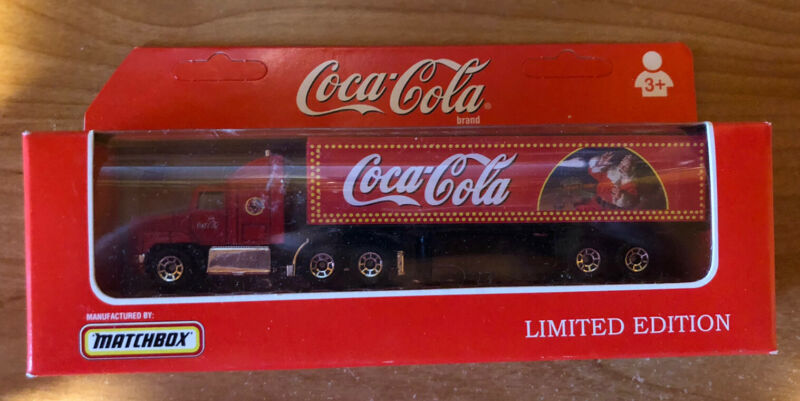 Coca-Cola®
brand
3+
Coca-Cola
MANUFACTURED BY:
MATCHBOX
LIMITED EDITION